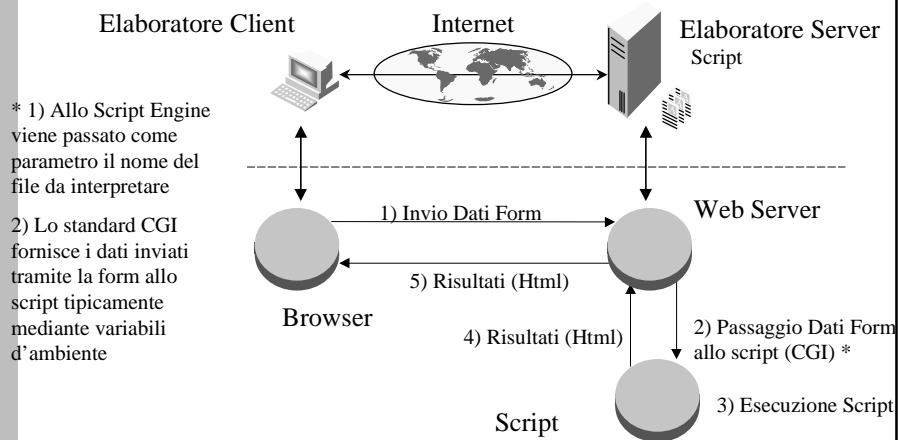 Elaboratore Client
Internet
Elaboratore Server
Script
* 1) Allo Script Engine
viene passato come
parametro il nome del
file da interpretare
2) Lo standard CGI
fornisce i dati inviati
tramite la form allo
script tipicamente
mediante variabili
d’ambiente
1) Invio Dati Form
Web Server
5) Risultati (Html)
Browser
4) Risultati (Html)
2) Passaggio Dati Form
allo script (CGI) *
3) Esecuzione Script
Script